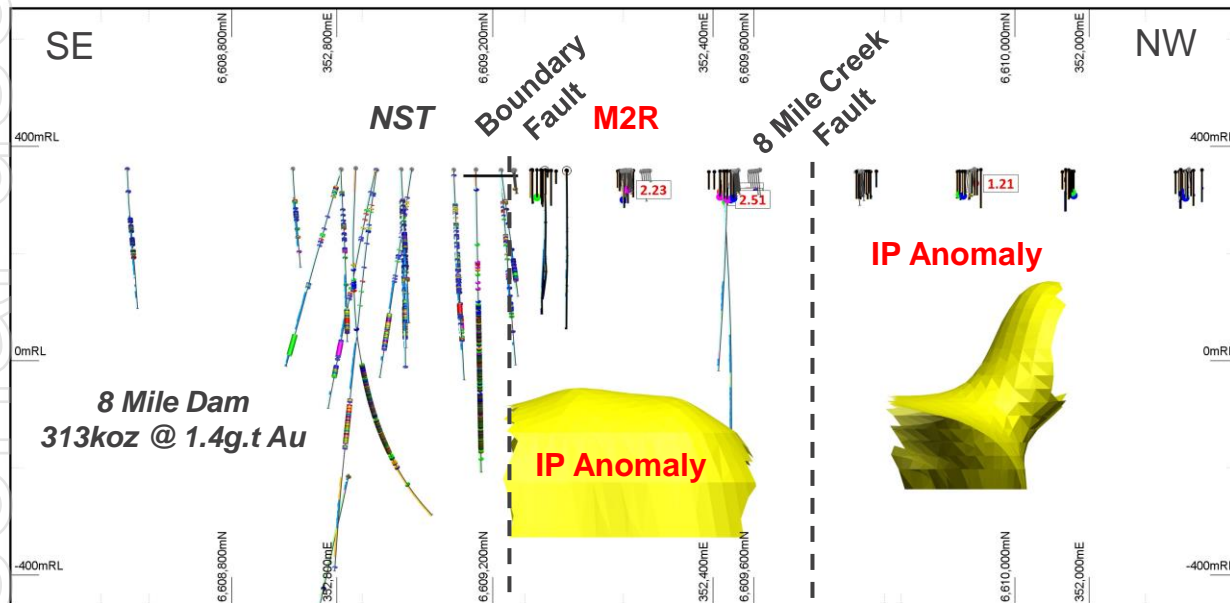 SE
6,608,800mN
352,800mE
6,609,200mN
352,400mE
6,609,600mN
6,610,000mN
352,000mE
NW
NST
Boundary
Fault
M2R
8 Mile Creek
Fault
400mRL
400mRL
2.23
2.51
1.21
IP Anomaly
0mRL
0mRL
8 Mile Dam
313koz @ 1.4g.t Au
IP Anomaly
-400mRL
6,608,800mN
352,800mE
6,609,200mN
352,400mE
6,609,600mN
6,610,000mN
352,000mE
-400mRL